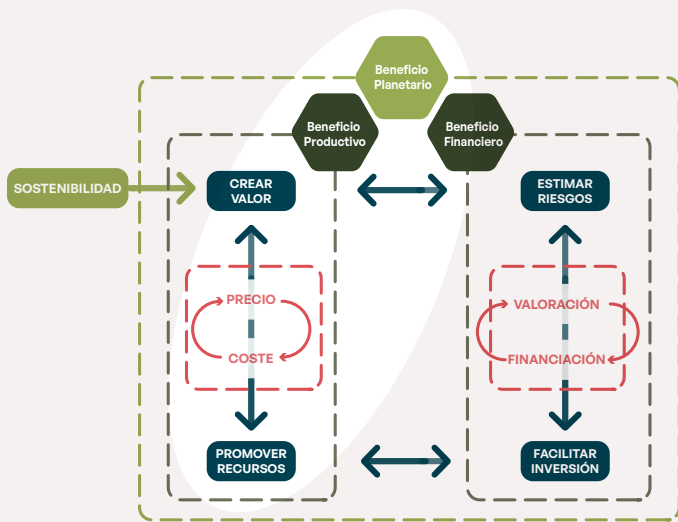 Beneficio
Planetario
Beneficio
Productivo
Beneficio
Financiero
SOSTENIBILIDAD
CREAR
VALOR
ESTIMAR
RIESGOS
PRECIO
COSTE
VALORACIÓN
FINANCIACIÓN
PROMOVER
RECURSOS
FACILITAR
INVERSIÓN